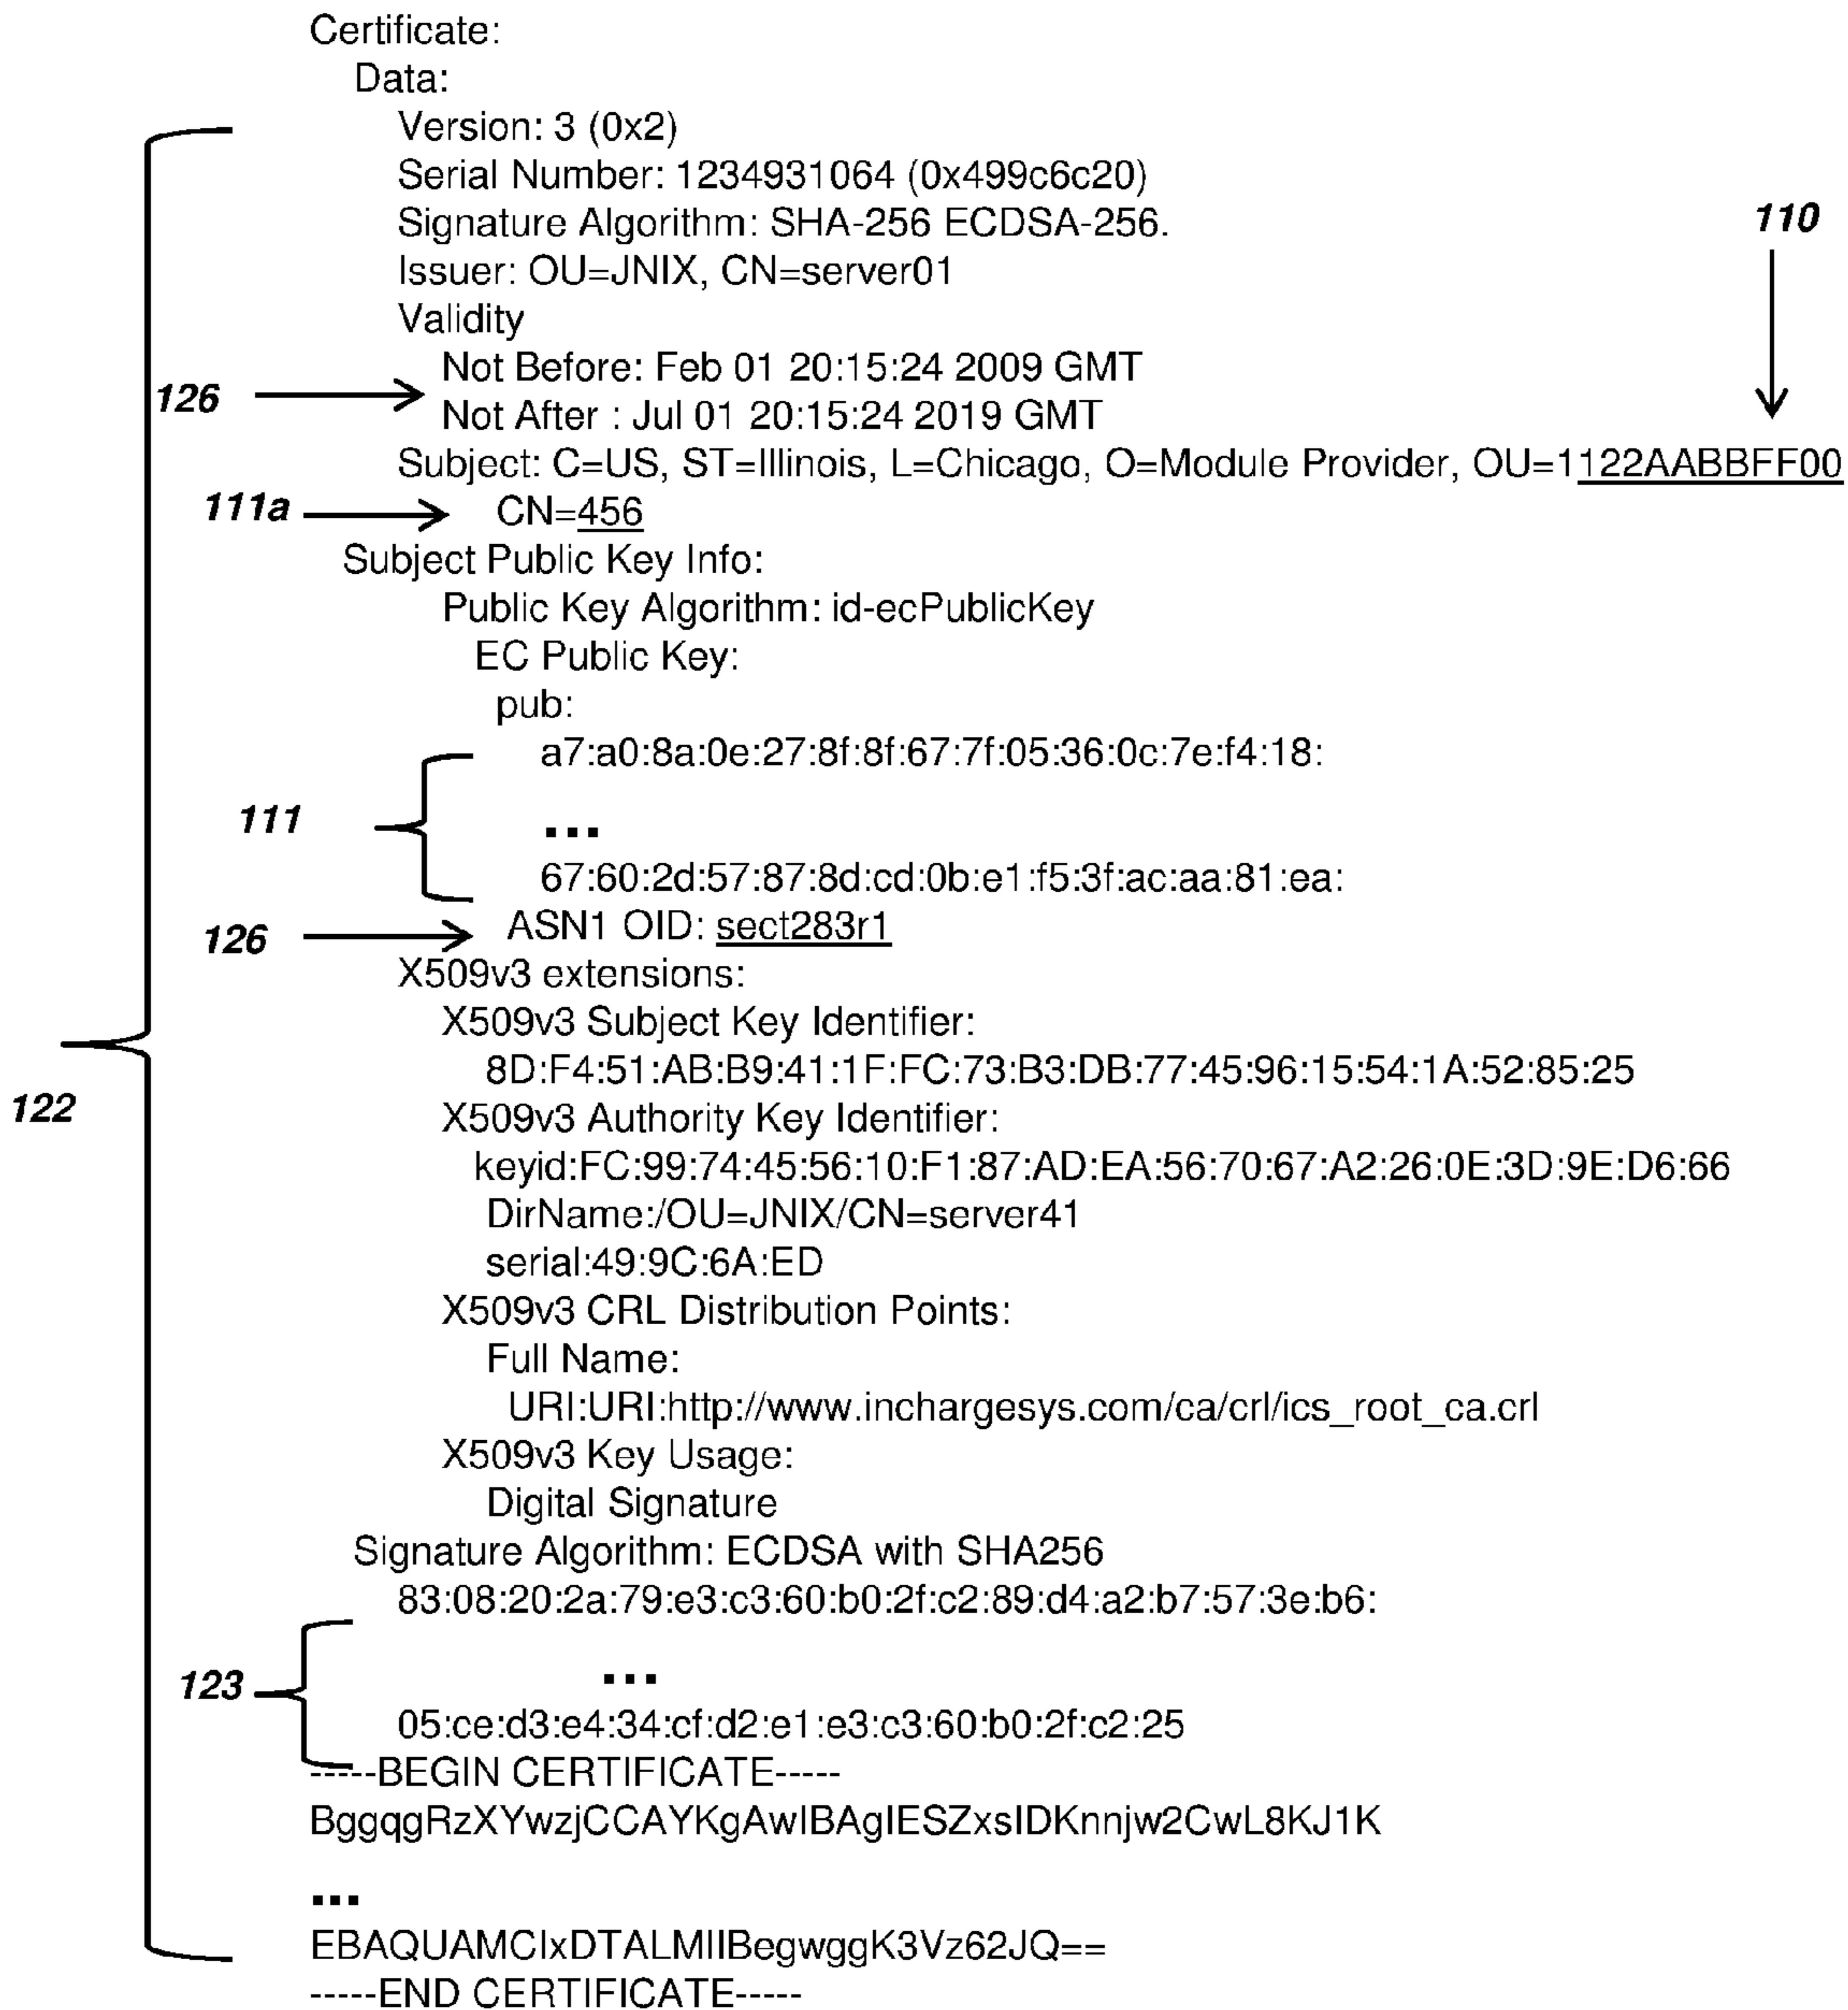 Certificate:
Data:
Version: 3 (0x2)
Serial Number: 1234931064 (0x499c6c20)
Signature Algorithm: SHA-256 ECDSA-256.
110
Issuer: OU=JNIX, CN=server01
Validity
Not Before: Feb 01 20:15:24 2009 GMT
126
Not After : Jul 01 20:15:24 2019 GMT
Subject: C=US, ST=Illinois, L=Chicago, O=Module Provider, OU=1122AABBFF00
111a CN=456
Subject Public Key Info:
Public Key Algorithm: id-ecPublicKey
EC Public Key:
pub:
a7:a0:8a:0e:27:8f:8f:67:7f:05:36:0c:7e:f4:18:
111 ...
67:60:2d:57:87:8d:cd:0b:e1:f5:3f:ac:aa:81:ea:
126 ASN1 OID: sect283r1
X509v3 extensions:
X509v3 Subject Key Identifier:
8D:F4:51:AB:B9:41:1F:FC:73:B3:DB:77:45:96:15:54:1A:52:85:25
122 X509v3 Authority Key Identifier:
keyid:FC:99:74:45:56:10:F1:87:AD:EA:56:70:67:A2:26:0E:3D:9E:D6:66
DirName:/OU=JNIX/CN=server41
serial:49:9C:6A:ED
X509v3 CRL Distribution Points:
Full Name:
URI:URI:http://www.inchargesys.com/ca/crl/ics_root_ca.crl
X509v3 Key Usage:
Digital Signature
Signature Algorithm: ECDSA with SHA256
83:08:20:2a:79:e3:c3:60:b0:2f:c2:89:d4:a2:b7:57:3e:b6:
123 ...
05:ce:d3:e4:34:cf:d2:e1:e3:c3:60:b0:2f:c2:25
-----BEGIN CERTIFICATE-----
BggqgRzXYwzjCCAYKgAwIBAgIESZxsIDKnnjw2CwL8KJ1K
...
EBAQUAMCIxDTALMIIBegwggK3Vz62JQ==
-----END CERTIFICATE-----